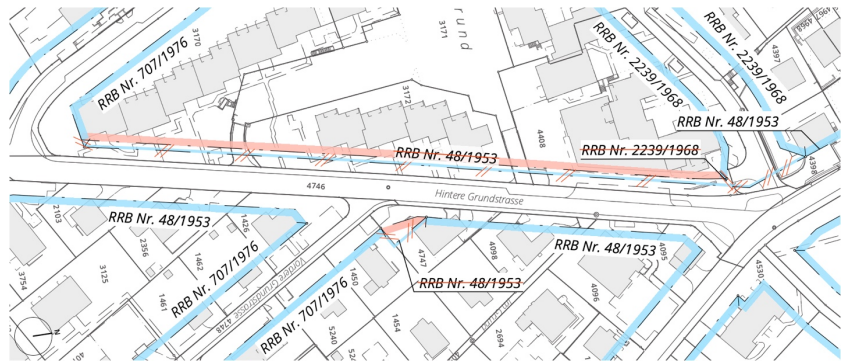 3170
RRB Nr. 707/1976
rund
3171
3172
RRB Nr. 2239/1968
RRB Nr. 2239/1968
4397
4968
RRB Nr. 48/1953
4408
RRB Nr. 48/1953
RRB Nr. 2239/1968
4398
4746
Hintere Grundstrasse
2103
RRB Nr. 48/1953
1426
2356
1462
RRB Nr. 707/1976
3754
3125
1461
Vordere Grundstrasse
4748
1450
4747
4098
RRB Nr. 48/1953
4095
4530
RRB Nr. 48/1953
RRB Nr. 707/1976
4096
1454
5240
2694
N